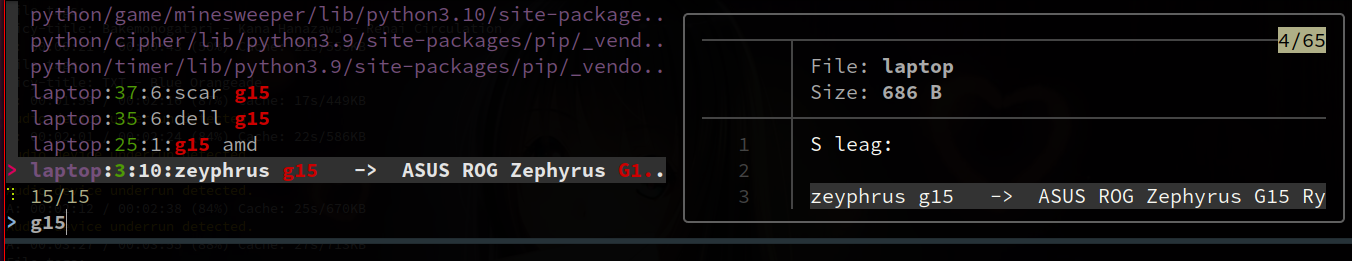 python/game/minesweeper/lib/python3.10/site-package..
python/cipher/lib/python3.9/site-packages/pip/_vend..
python/timer/lib/python3.9/site-packages/pip/_vendo..
laptop:37:6:scar g15
laptop:35:6:dell g15
laptop:25:1:g15 amd
> laptop:3:10:zeyphrus g15   ->  ASUS ROG Zephyrus G1..
15/15
> g15
4/65
File: laptop
Size: 686 B
1 S leag:
2
3 zeyphrus g15   ->  ASUS ROG Zephyrus G15 Ry